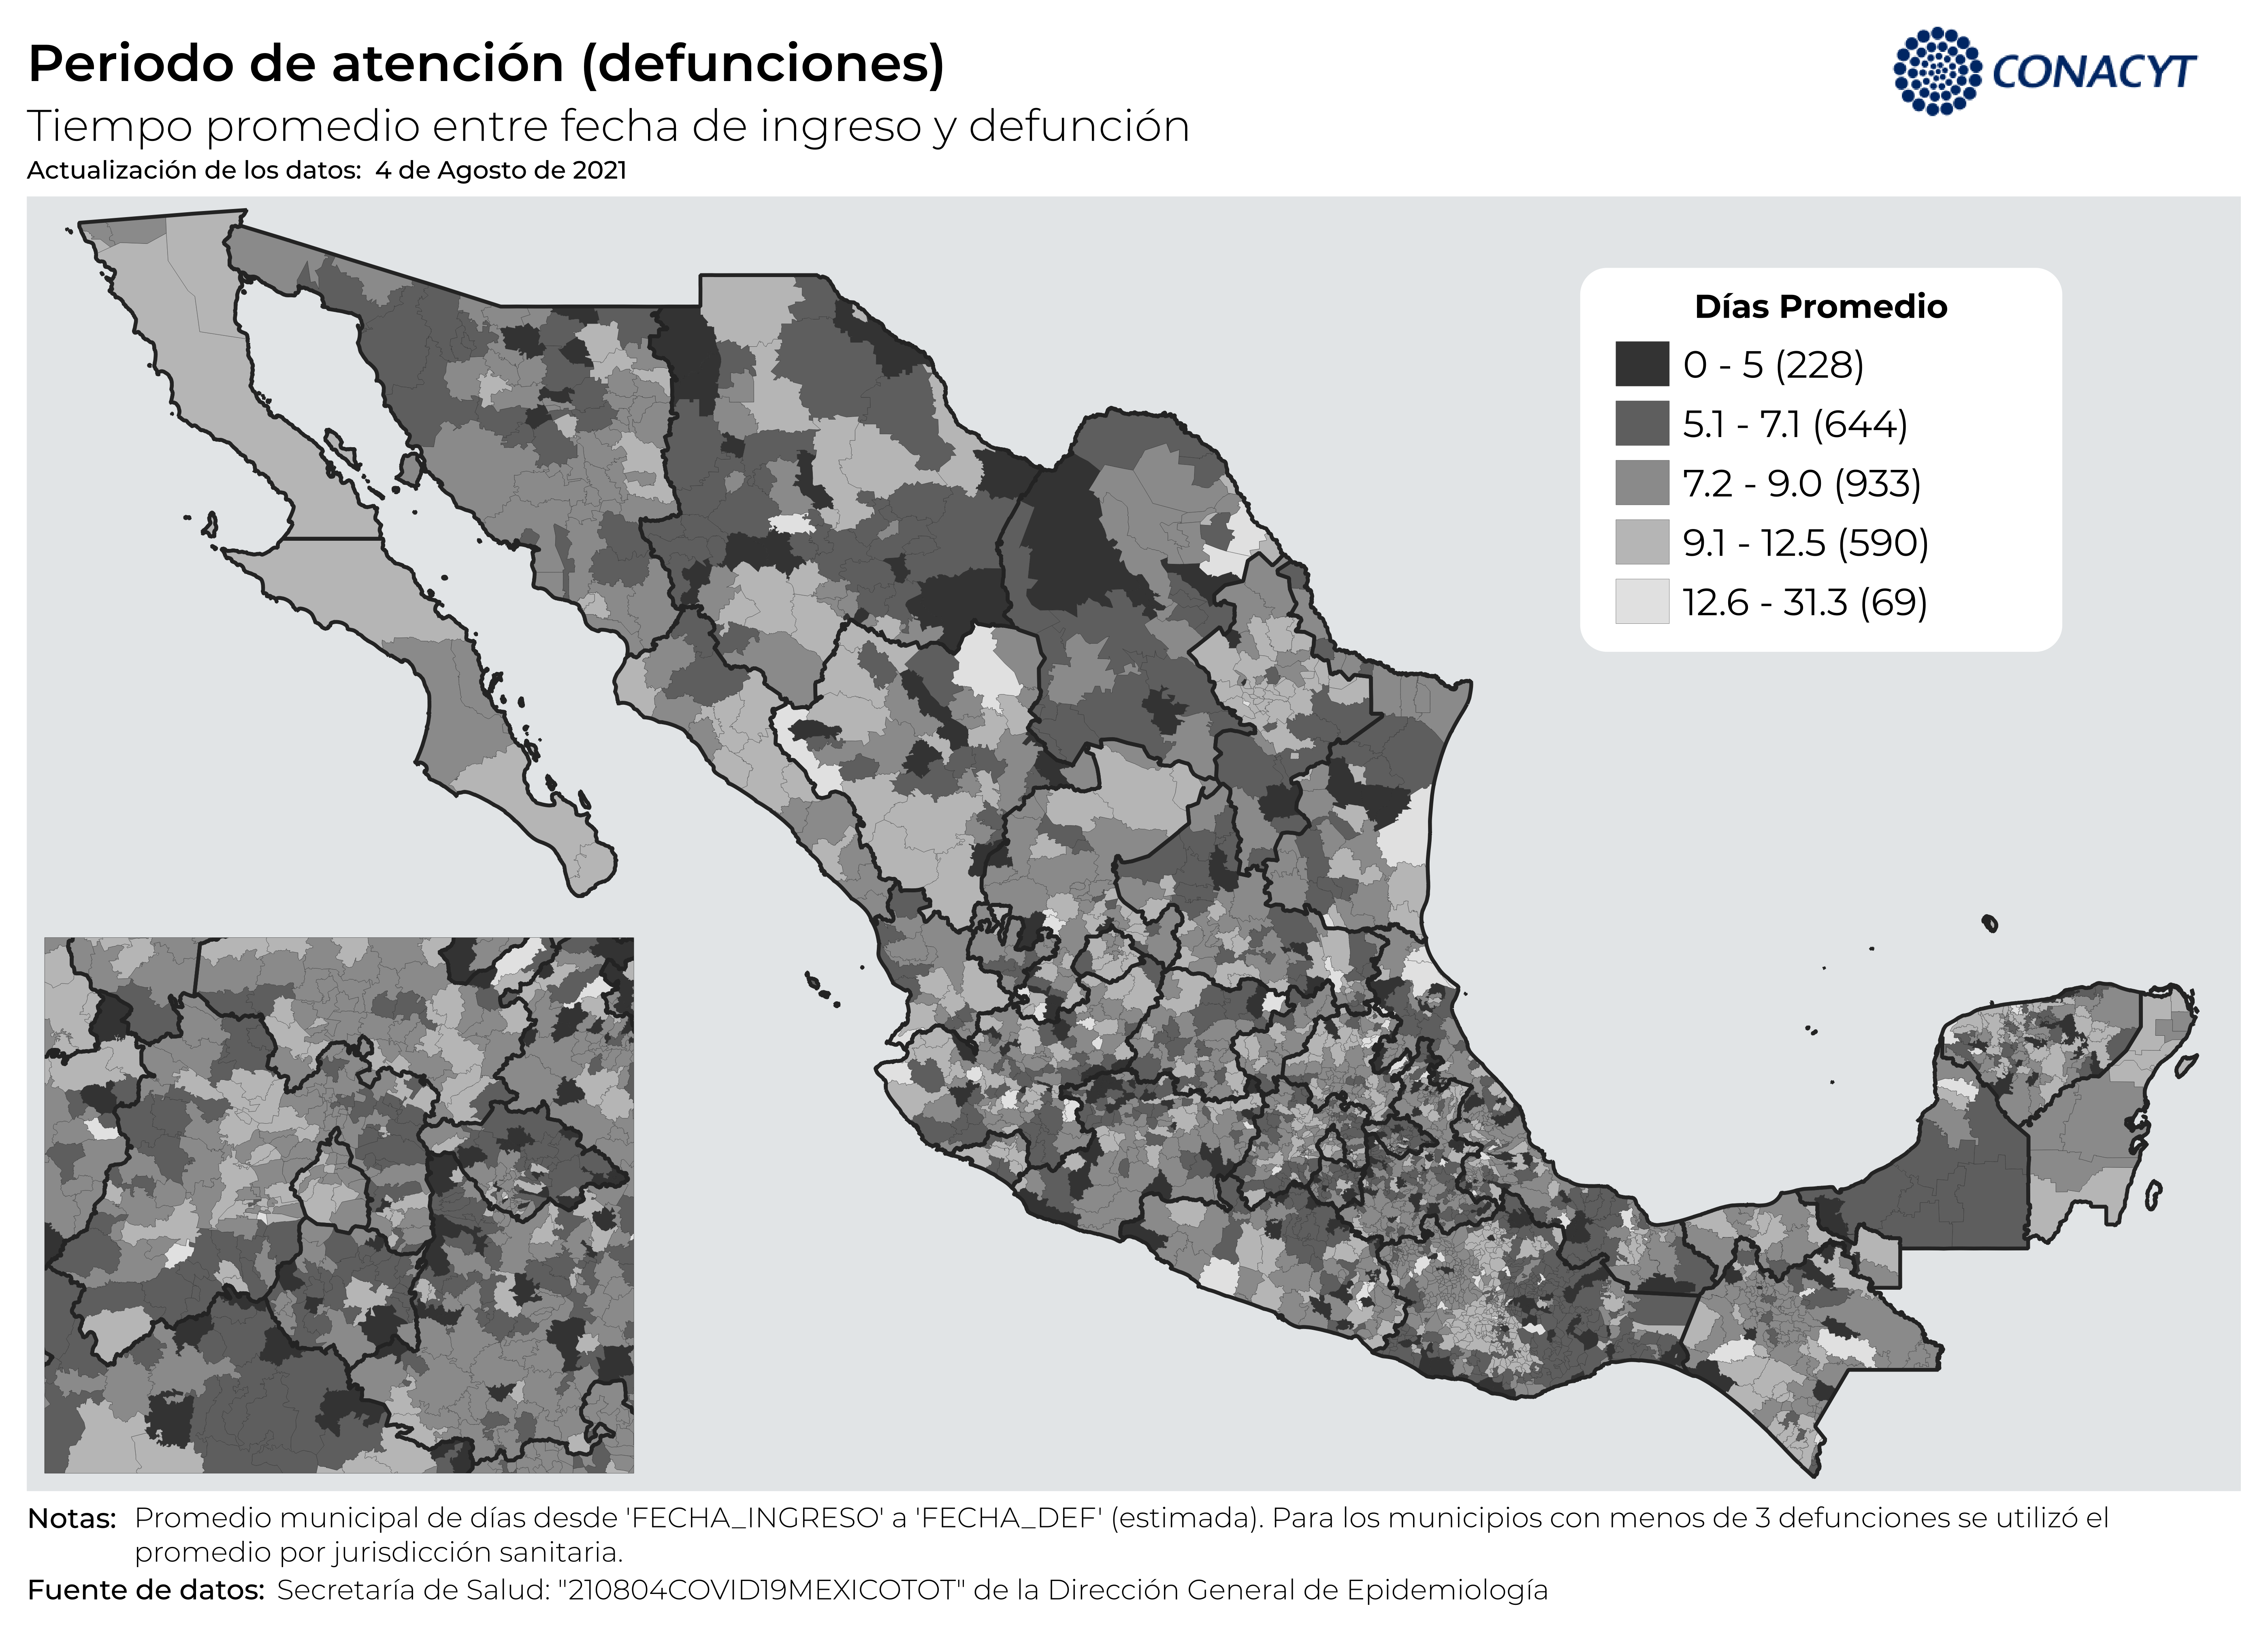 Periodo de atención (defunciones)
CONACYT
Tiempo promedio entre fecha de ingreso y defunción
Actualización de los datos: 4 de Agosto de 2021
Días Promedio
0 - 5 (228)
5.1 - 7.1 (644)
7.2 - 9.0 (933)
9.1 - 12.5 (590)
12.6 - 31.3 (69)
Notas: Promedio municipal de días desde 'FECHA_INGRESO' a 'FECHA_DEF' (estimada). Para los municipios con menos de 3 defunciones se utilizó el
promedio por jurisdicción sanitaria.
Fuente de datos: Secretaría de Salud: "210804COVID19MEXICOTOT" de la Dirección General de Epidemiología